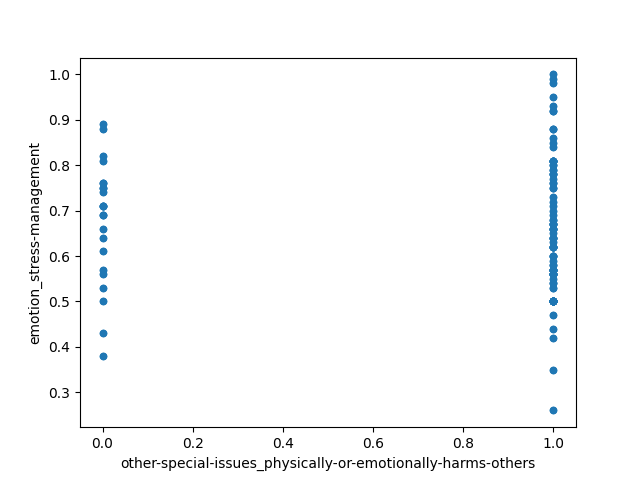 1.0
0.9
0.8
0.7
0.6
0.5
0.4
0.3
emotion_stress-management
0.0 0.2 0.4 0.6 0.8 1.0
other-special-issues_physically-or-emotionally-harms-others